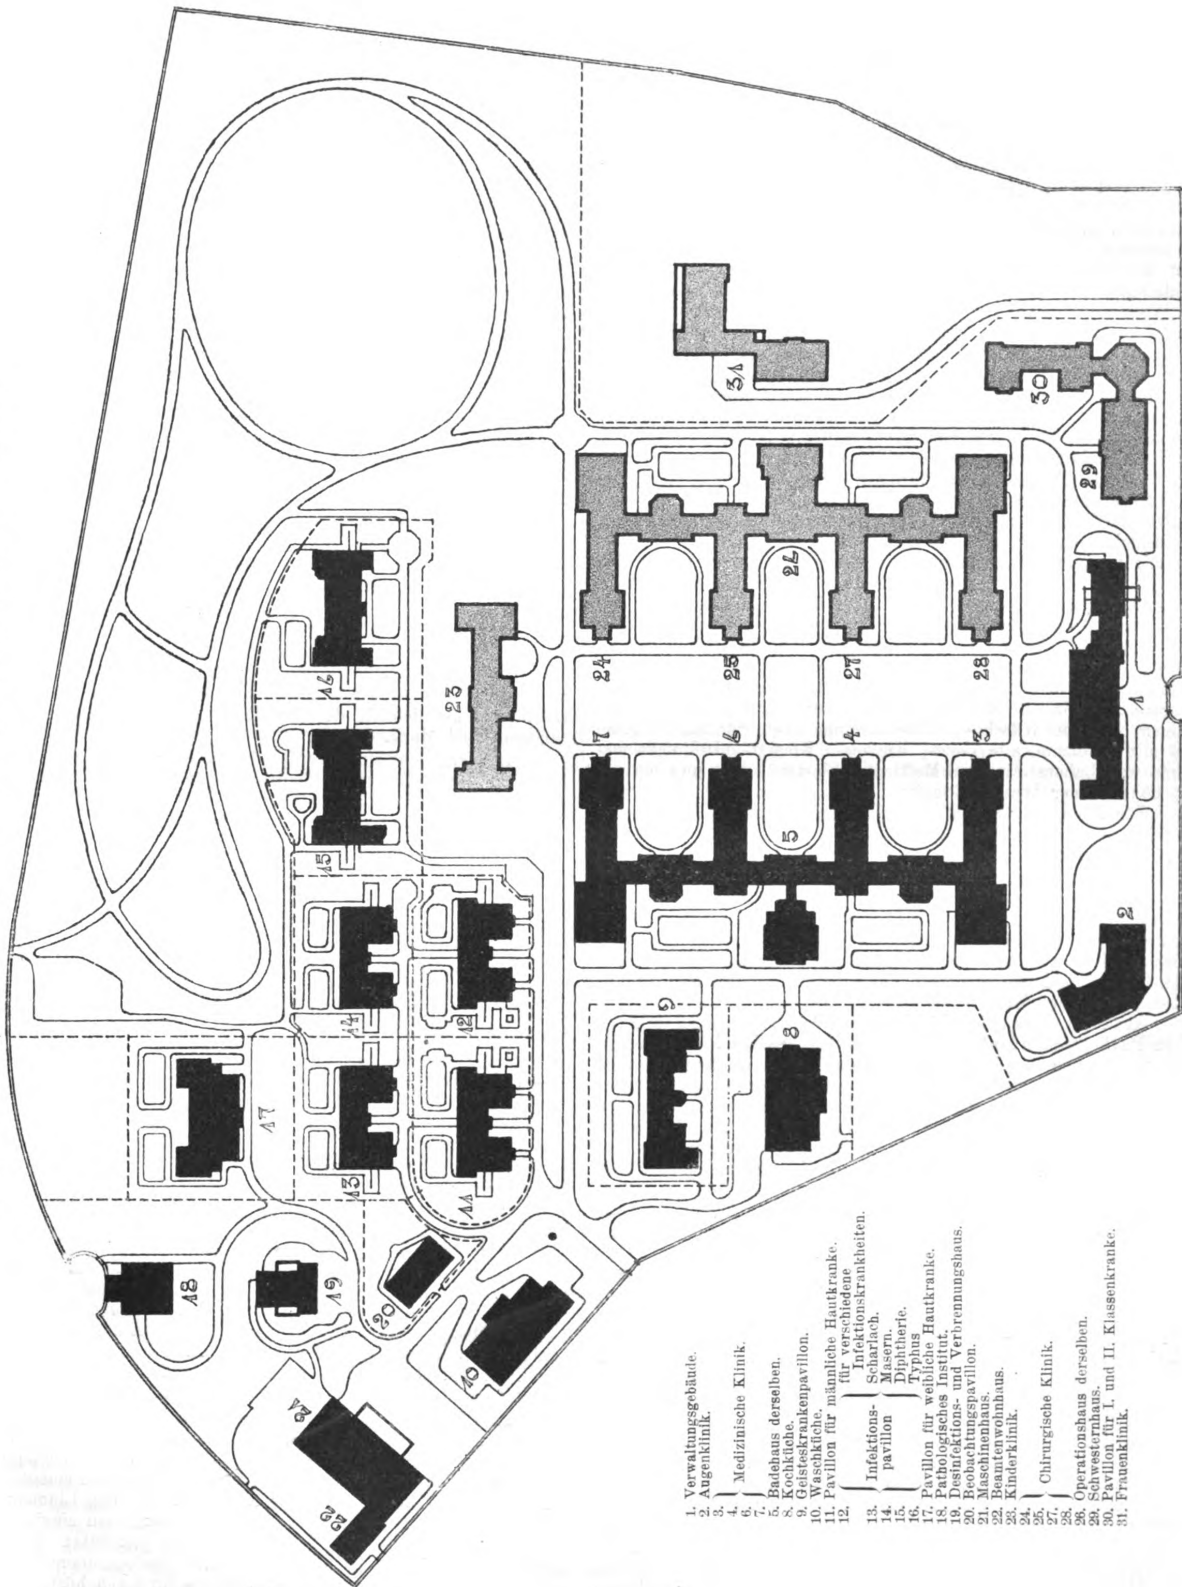 1. Verwaltungsgebäude.
2. Augenklinik.
3.
4. Medizinische Klinik.
6.
7.
5. Badehaus derselben.
8. Kochküche.
9. Geisteskrankenpavillon.
10. Waschküche.
11. Pavillon für männliche Hautkranke.
12. Infektions-pavillon für verschiedene
Infektionskrankheiten.
13. Scharlach.
14. Masern.
15. Diphtherie.
16. Typhus
17. Pavillon für weibliche Hautkranke.
18. Pathologisches Institut.
19. Desinfektions- und Verbrennungshaus.
20. Beobachtungspavillon.
21. Maschinenhaus.
22. Beamtenwohnhaus.
23. Kinderklinik.
24.
25. Chirurgische Klinik.
27.
28.
26. Operationshaus derselben.
29. Schwesternhaus.
30. Pavillon für I. und II. Klassenkranke.
31. Frauenklinik.
1
2
3
4
5
6
7
8
9
10
11
12
13
14
15
16
17
18
19
20
21
22
23
24
25
26
27
28
29
30
31